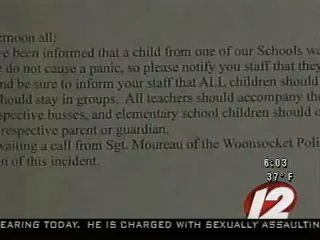 ernoon all:
ve been informed that a child from one of our Schools wa
e do not cause a panic, so please notify you staff that they
nd be sure to inform your staff that ALL children should
hould stay in groups. All teachers should accompany the
spective busses, and elementary school children should o
respective parent or guardian.
waiting a call from Sgt. Moureau of the Woonsocket Poli
n of this incident.
6:03
37° F
12
EARING TODAY. HE IS CHARGED WITH SEXUALLY ASSAULTIN